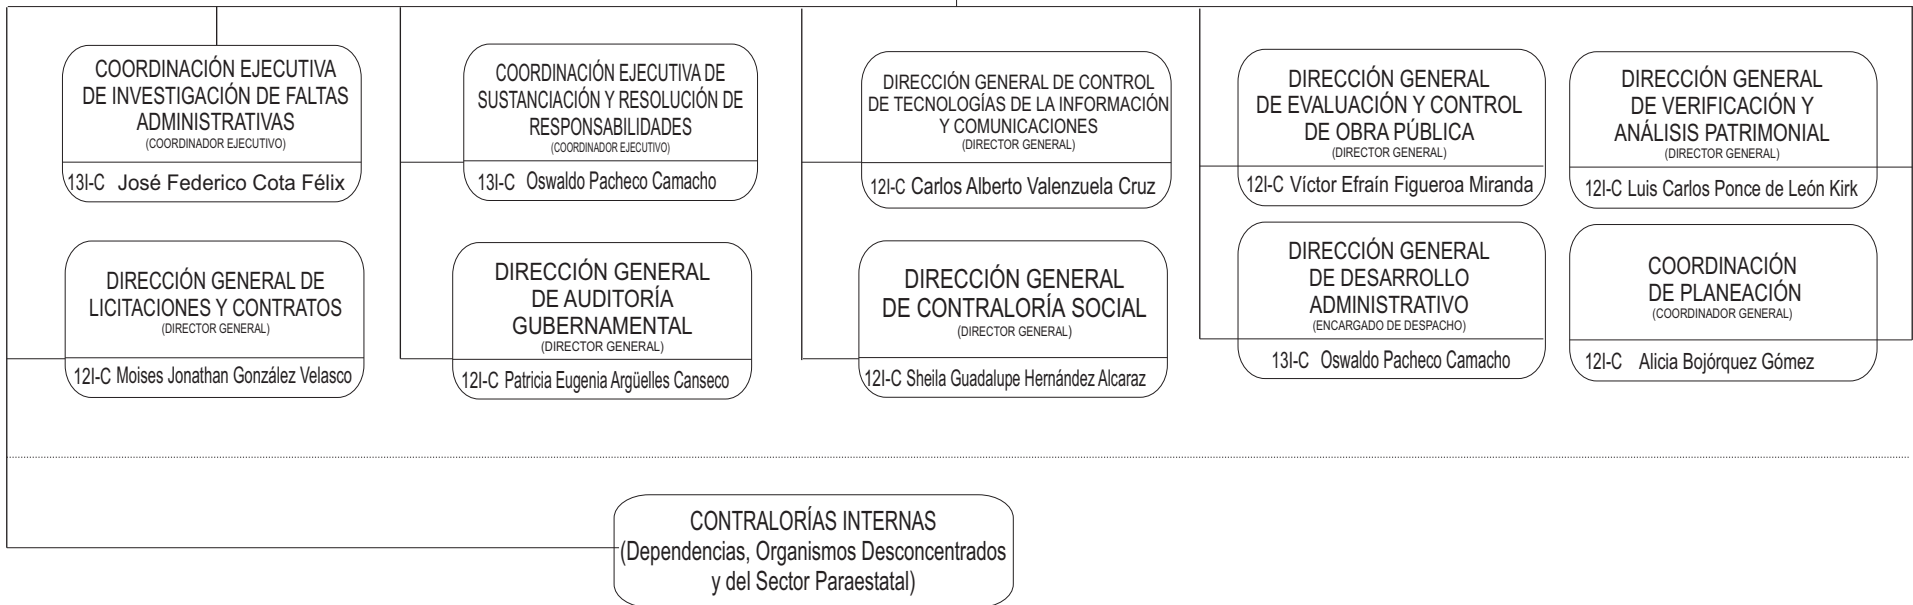 COORDINACIÓN EJECUTIVA
DE INVESTIGACIÓN DE FALTAS
ADMINISTRATIVAS
(COORDINADOR EJECUTIVO)
13I-C José Federico Cota Félix
COORDINACIÓN EJECUTIVA DE
SUSTANCIACIÓN Y RESOLUCIÓN DE
RESPONSABILIDADES
(COORDINADOR EJECUTIVO)
13I-C Oswaldo Pacheco Camacho
DIRECCIÓN GENERAL DE CONTROL
DE TECNOLOGÍAS DE LA INFORMACIÓN
Y COMUNICACIONES
(DIRECTOR GENERAL)
12I-C Carlos Alberto Valenzuela Cruz
DIRECCIÓN GENERAL
DE EVALUACIÓN Y CONTROL
DE OBRA PÚBLICA
(DIRECTOR GENERAL)
12I-C Víctor Efraín Figueroa Miranda
DIRECCIÓN GENERAL
DE VERIFICACIÓN Y
ANÁLISIS PATRIMONIAL
(DIRECTOR GENERAL)
12I-C Luis Carlos Ponce de León Kirk
DIRECCIÓN GENERAL DE
LICITACIONES Y CONTRATOS
(DIRECTOR GENERAL)
12I-C Moises Jonathan González Velasco
DIRECCIÓN GENERAL
DE AUDITORÍA
GUBERNAMENTAL
(DIRECTOR GENERAL)
12I-C Patricia Eugenia Argüelles Canseco
DIRECCIÓN GENERAL
DE CONTRALORÍA SOCIAL
(DIRECTOR GENERAL)
12I-C Sheila Guadalupe Hernández Alcaraz
DIRECCIÓN GENERAL
DE DESARROLLO
ADMINISTRATIVO
(ENCARGADO DE DESPACHO)
13I-C Oswaldo Pacheco Camacho
COORDINACIÓN
DE PLANEACIÓN
(COORDINADOR GENERAL)
12I-C Alicia Bojórquez Gómez
CONTRALORÍAS INTERNAS
(Dependencias, Organismos Desconcentrados
y del Sector Paraestatal)